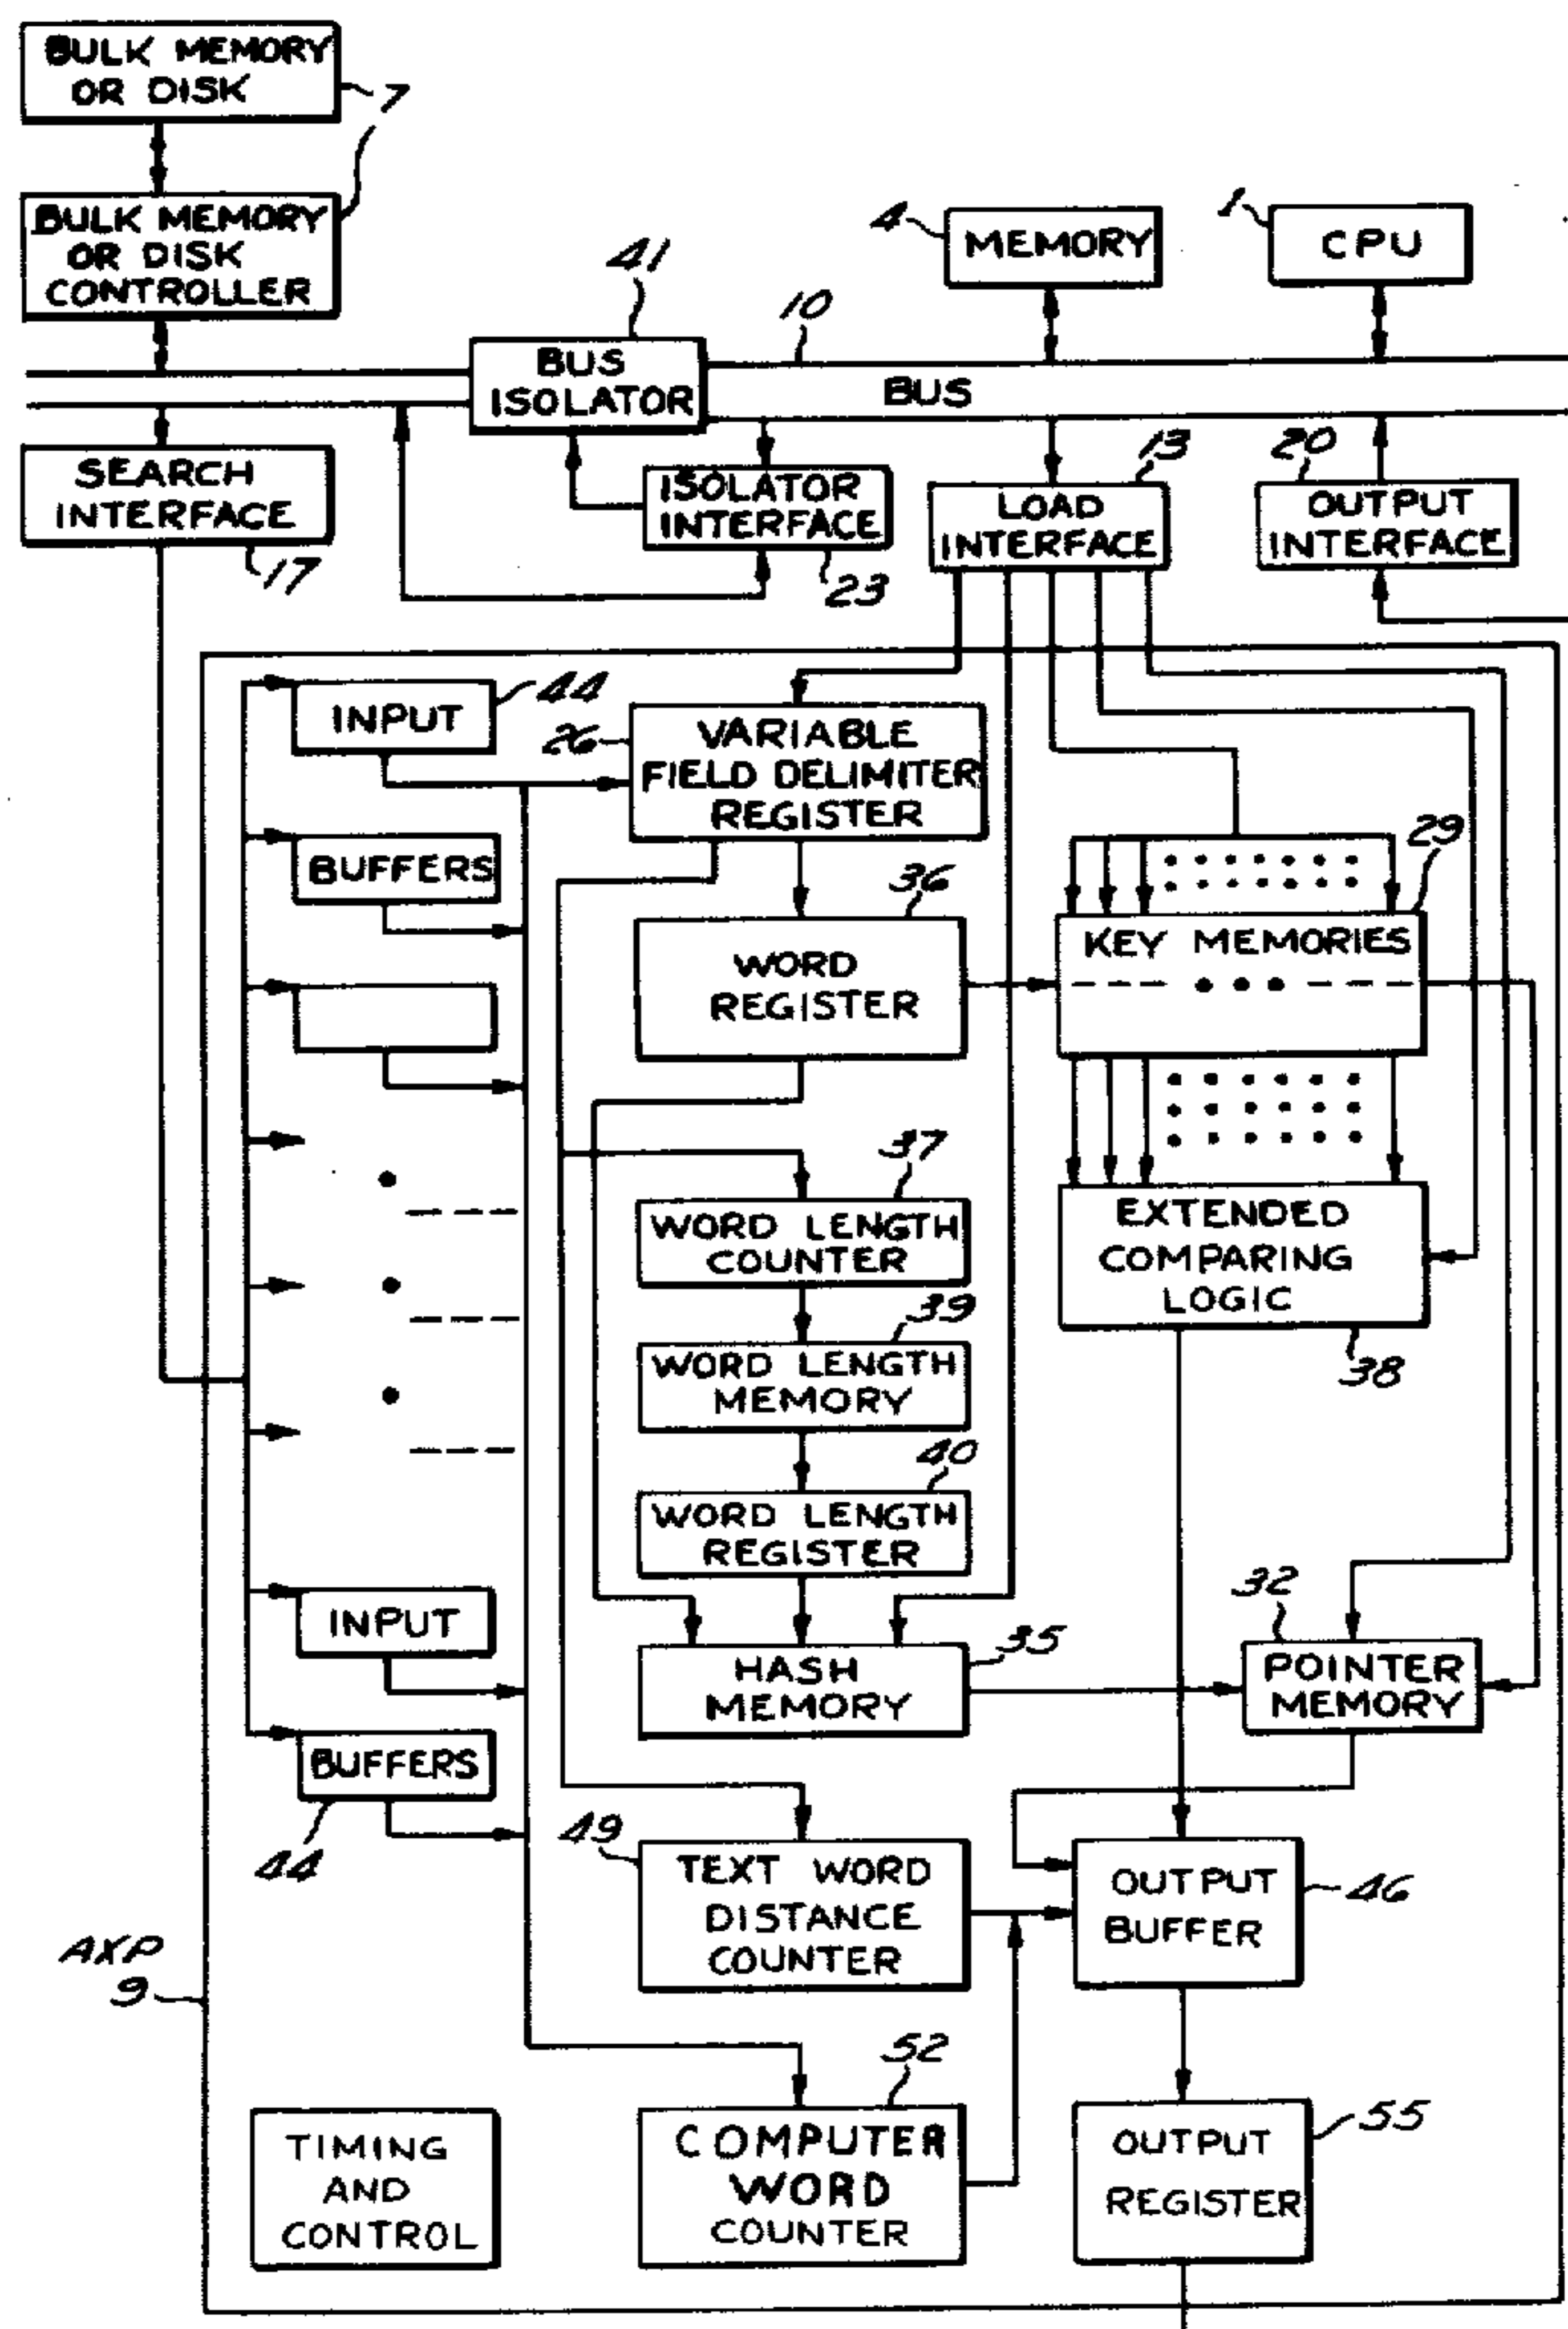 BULK MEMORY
OR DISK
7
BULK MEMORY
OR DISK
CONTROLLER
4
MEMORY
1
CPU
41
10
BUS
ISOLATOR
BUS
SEARCH
INTERFACE
17
ISOLATOR
INTERFACE
23
13
LOAD
INTERFACE
20
OUTPUT
INTERFACE
INPUT
44
26
VARIABLE
FIELD DELIMITER
REGISTER
BUFFERS
29
36
WORD
REGISTER
KEY MEMORIES
37
WORD LENGTH
COUNTER
EXTENDED
COMPARING
LOGIC
38
39
WORD LENGTH
MEMORY
40
WORD LENGTH
REGISTER
INPUT
35
HASH
MEMORY
32
POINTER
MEMORY
BUFFERS
44
49
TEXT WORD
DISTANCE
COUNTER
OUTPUT
BUFFER
46
AXP
9
52
COMPUTER
WORD
COUNTER
TIMING
AND
CONTROL
OUTPUT
REGISTER
55